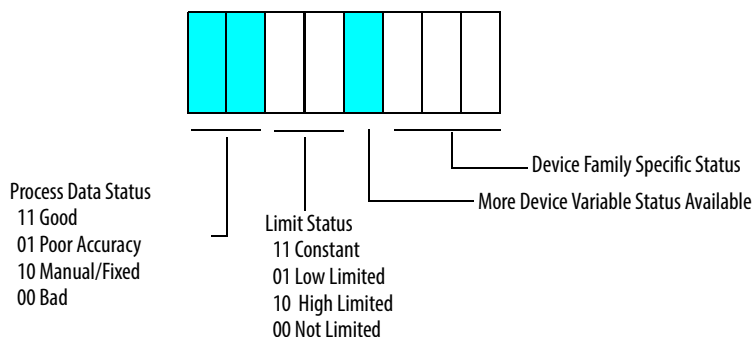 Device Family Specific Status
More Device Variable Status Available
Process Data Status
11 Good
01 Poor Accuracy
10 Manual/Fixed
00 Bad
Limit Status
11 Constant
01 Low Limited
10 High Limited
00 Not Limited